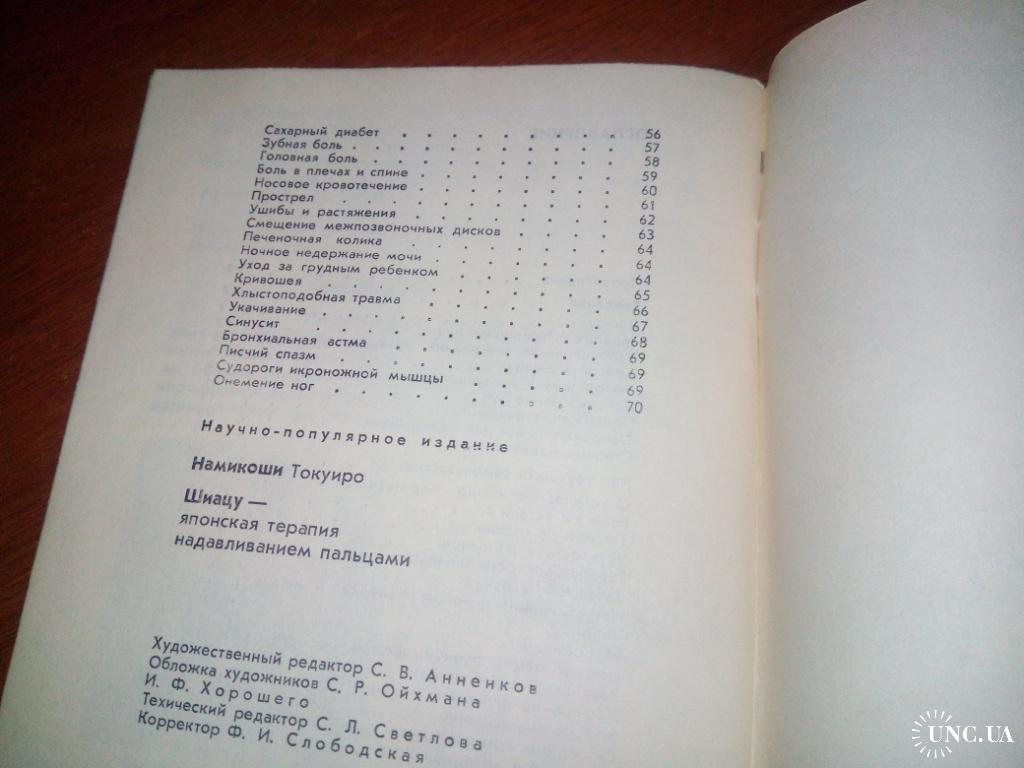 Сахарный диабет . . . . . . . . . . . 56
Зубная боль . . . . . . . . . . . . 57
Головная боль . . . . . . . . . . . 58
Боль в плечах и спине . . . . . . . . . 59
Носовое кровотечение . . . . . . . . . 60
Прострел . . . . . . . . . . . . 61
Ушибы и растяжения . . . . . . . . . 62
Смещение межпозвоночных дисков . . . . . 63
Печеночная колика . . . . . . . . . 64
Ночное недержание мочи . . . . . . . . 64
Уход за грудным ребенком . . . . . . . 64
Кривошея . . . . . . . . . . . . 65
Хлыстоподобная травма . . . . . . . . 66
Укачивание . . . . . . . . . . . 67
Синусит . . . . . . . . . . . . 68
Бронхиальная астма . . . . . . . . . 69
Писчий спазм . . . . . . . . . . 69
Судороги икроножной мышцы . . . . . . 69
Онемение ног . . . . . . . . . . 70
Научно-популярное издание
Намикоши Токуиро
Шиацу —
японская терапия
надавливанием пальцами
Художественный редактор С. В. Анненков
Обложка художников С. Р. Ойхмана
И. Ф. Хорошего
Технический редактор С. Л. Светлова
Корректор Ф. И. Слободская
UNC.UA